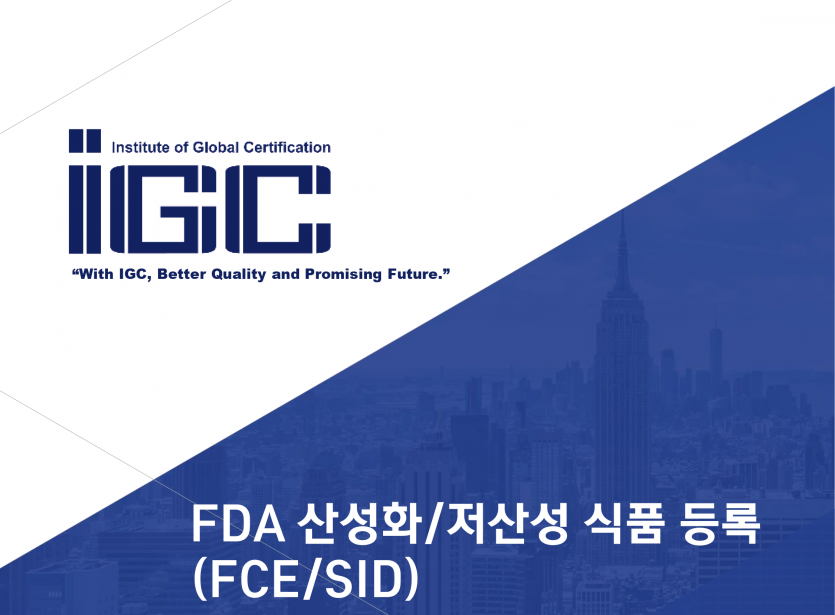 Institute of Global Certification
iGC
“With IGC, Better Quality and Promising Future.”
FDA 산성화/저산성 식품 등록
(FCE/SID)